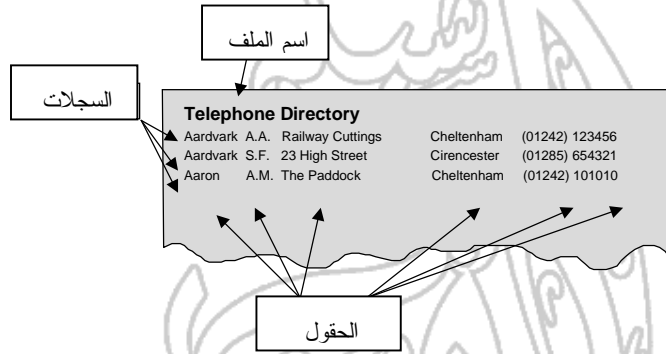 اسم الملف
السجلات
Telephone Directory
Aardvark A.A. Railway Cuttings Cheltenham (01242) 123456
Aardvark S.F. 23 High Street Cirencester (01285) 654321
Aaron A.M. The Paddock Cheltenham (01242) 101010
الحقول